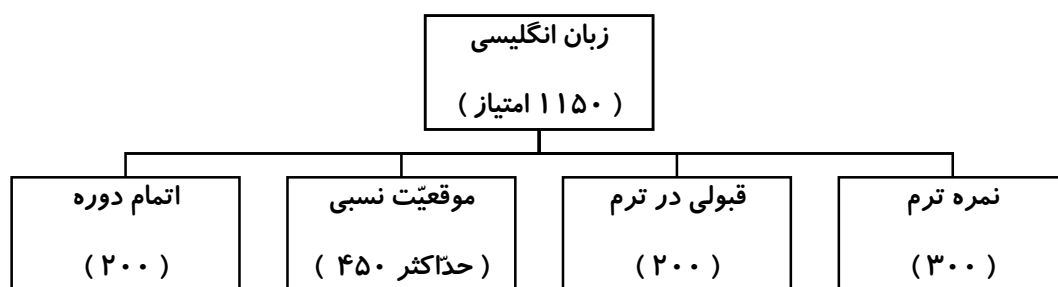 زبان انگلیسی
( ۱۱۵۰ امتیاز )
نمره ترم
( ۳۰۰ )
قبولی در ترم
( ۲۰۰ )
موقعیّت نسبی
( حدّاکثر ۴۵۰ )
اتمام دوره
( ۲۰۰ )